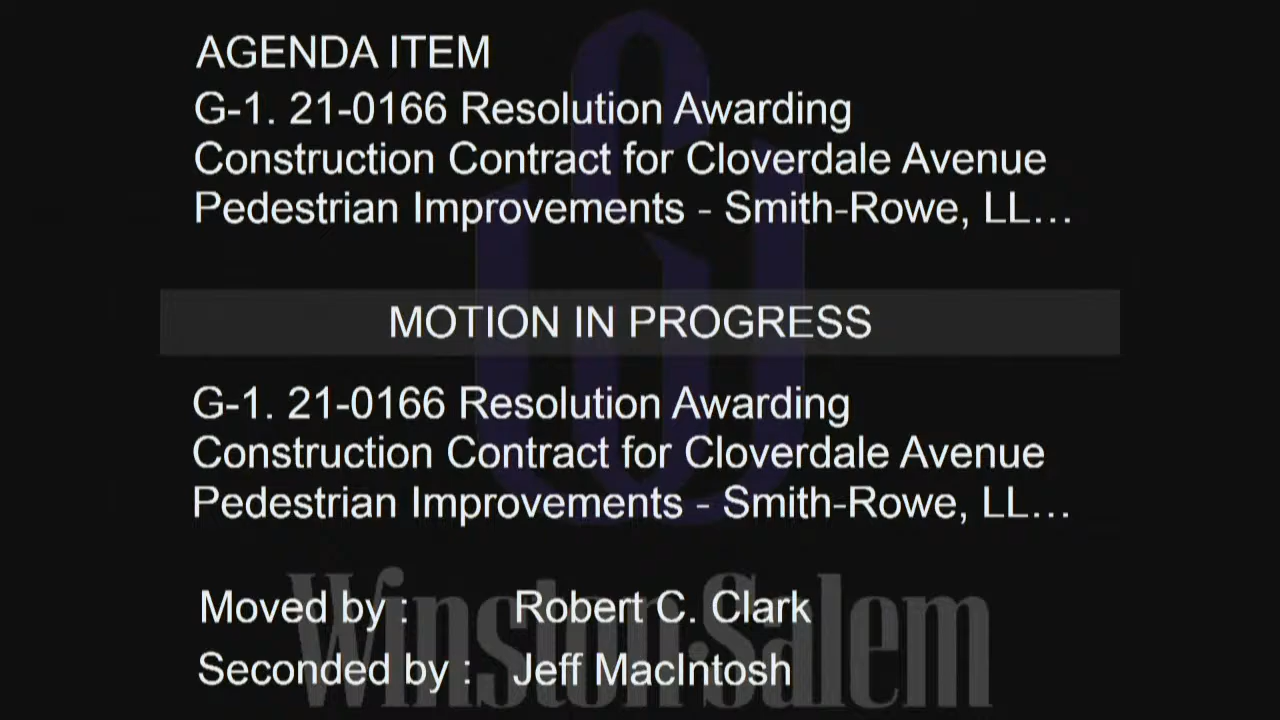 AGENDA ITEM
G-1. 21-0166 Resolution Awarding
Construction Contract for Cloverdale Avenue
Pedestrian Improvements - Smith-Rowe, LL…
MOTION IN PROGRESS
G-1. 21-0166 Resolution Awarding
Construction Contract for Cloverdale Avenue
Pedestrian Improvements - Smith-Rowe, LL…
Moved by : Robert C. Clark
Seconded by : Jeff MacIntosh
Winston-Salem